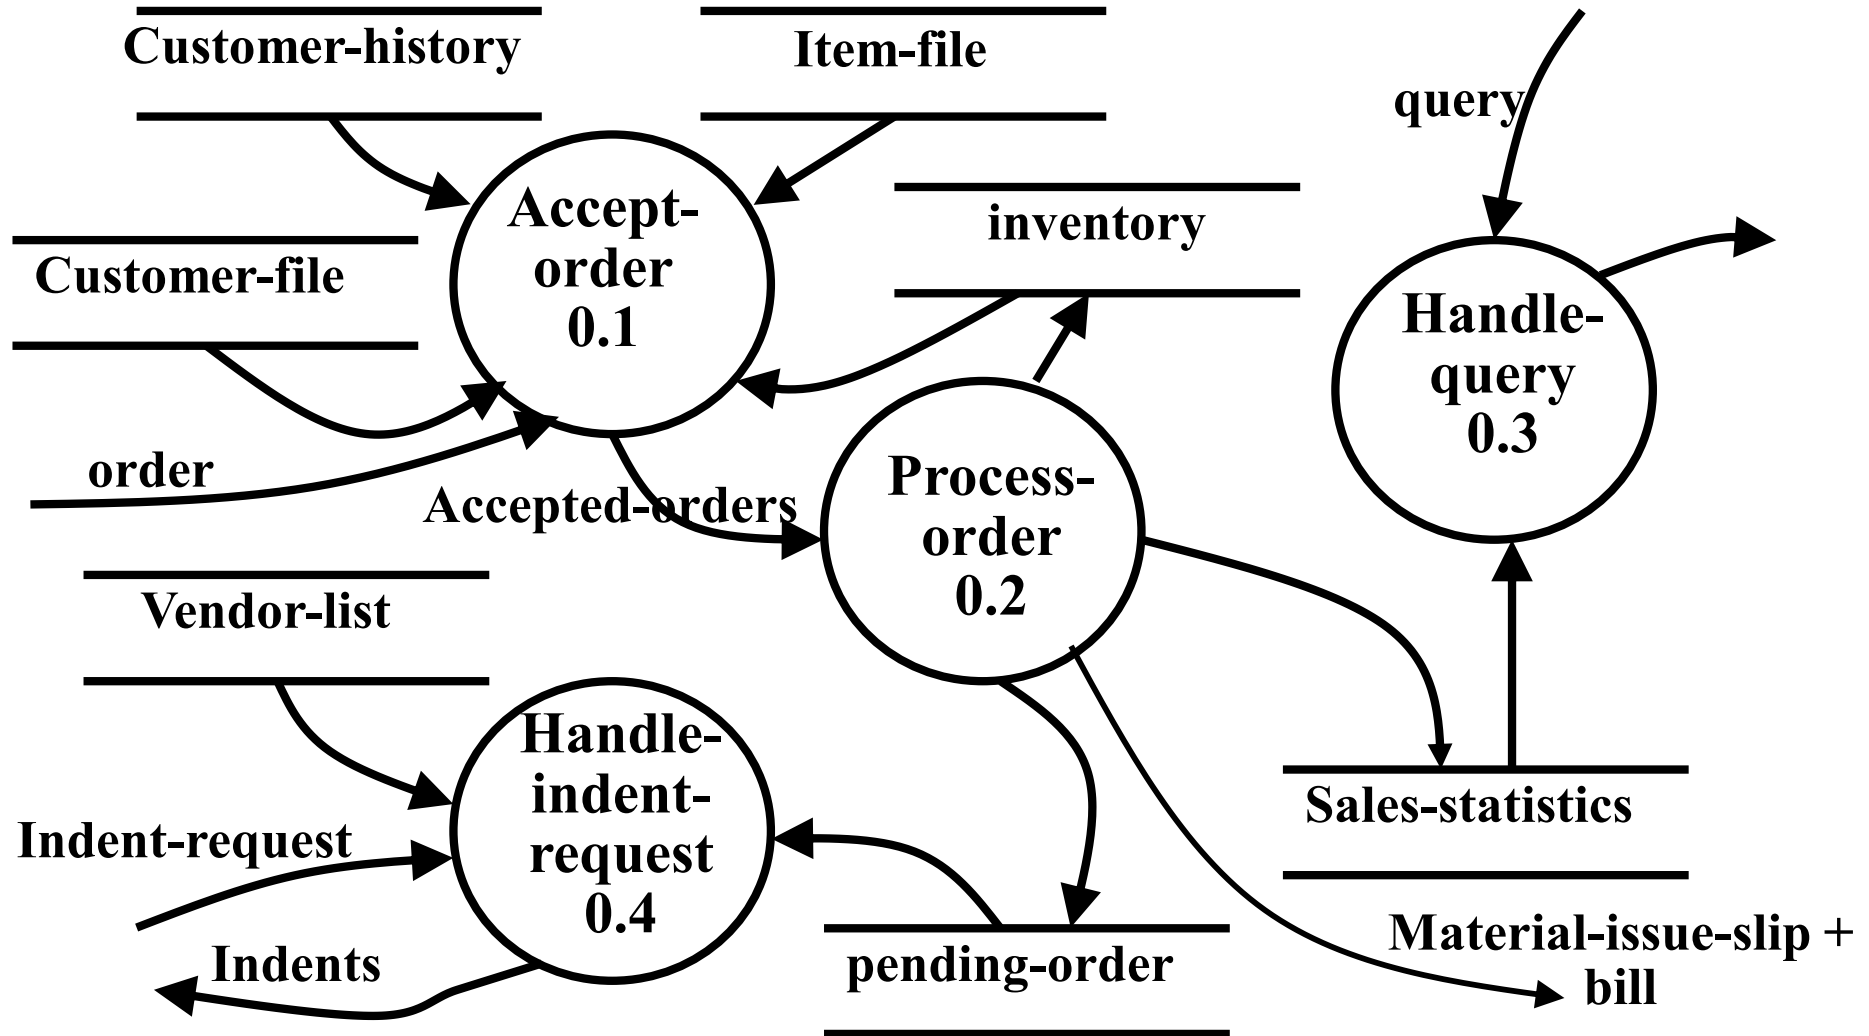 Customer-history
Item-file
query
Accept-
order
0.1
inventory
Customer-file
Handle-
query
0.3
order
Accepted-orders
Process-
order
0.2
Vendor-list
Handle-
indent-
request
0.4
Sales-statistics
Indent-request
Indents
pending-order
Material-issue-slip +
bill